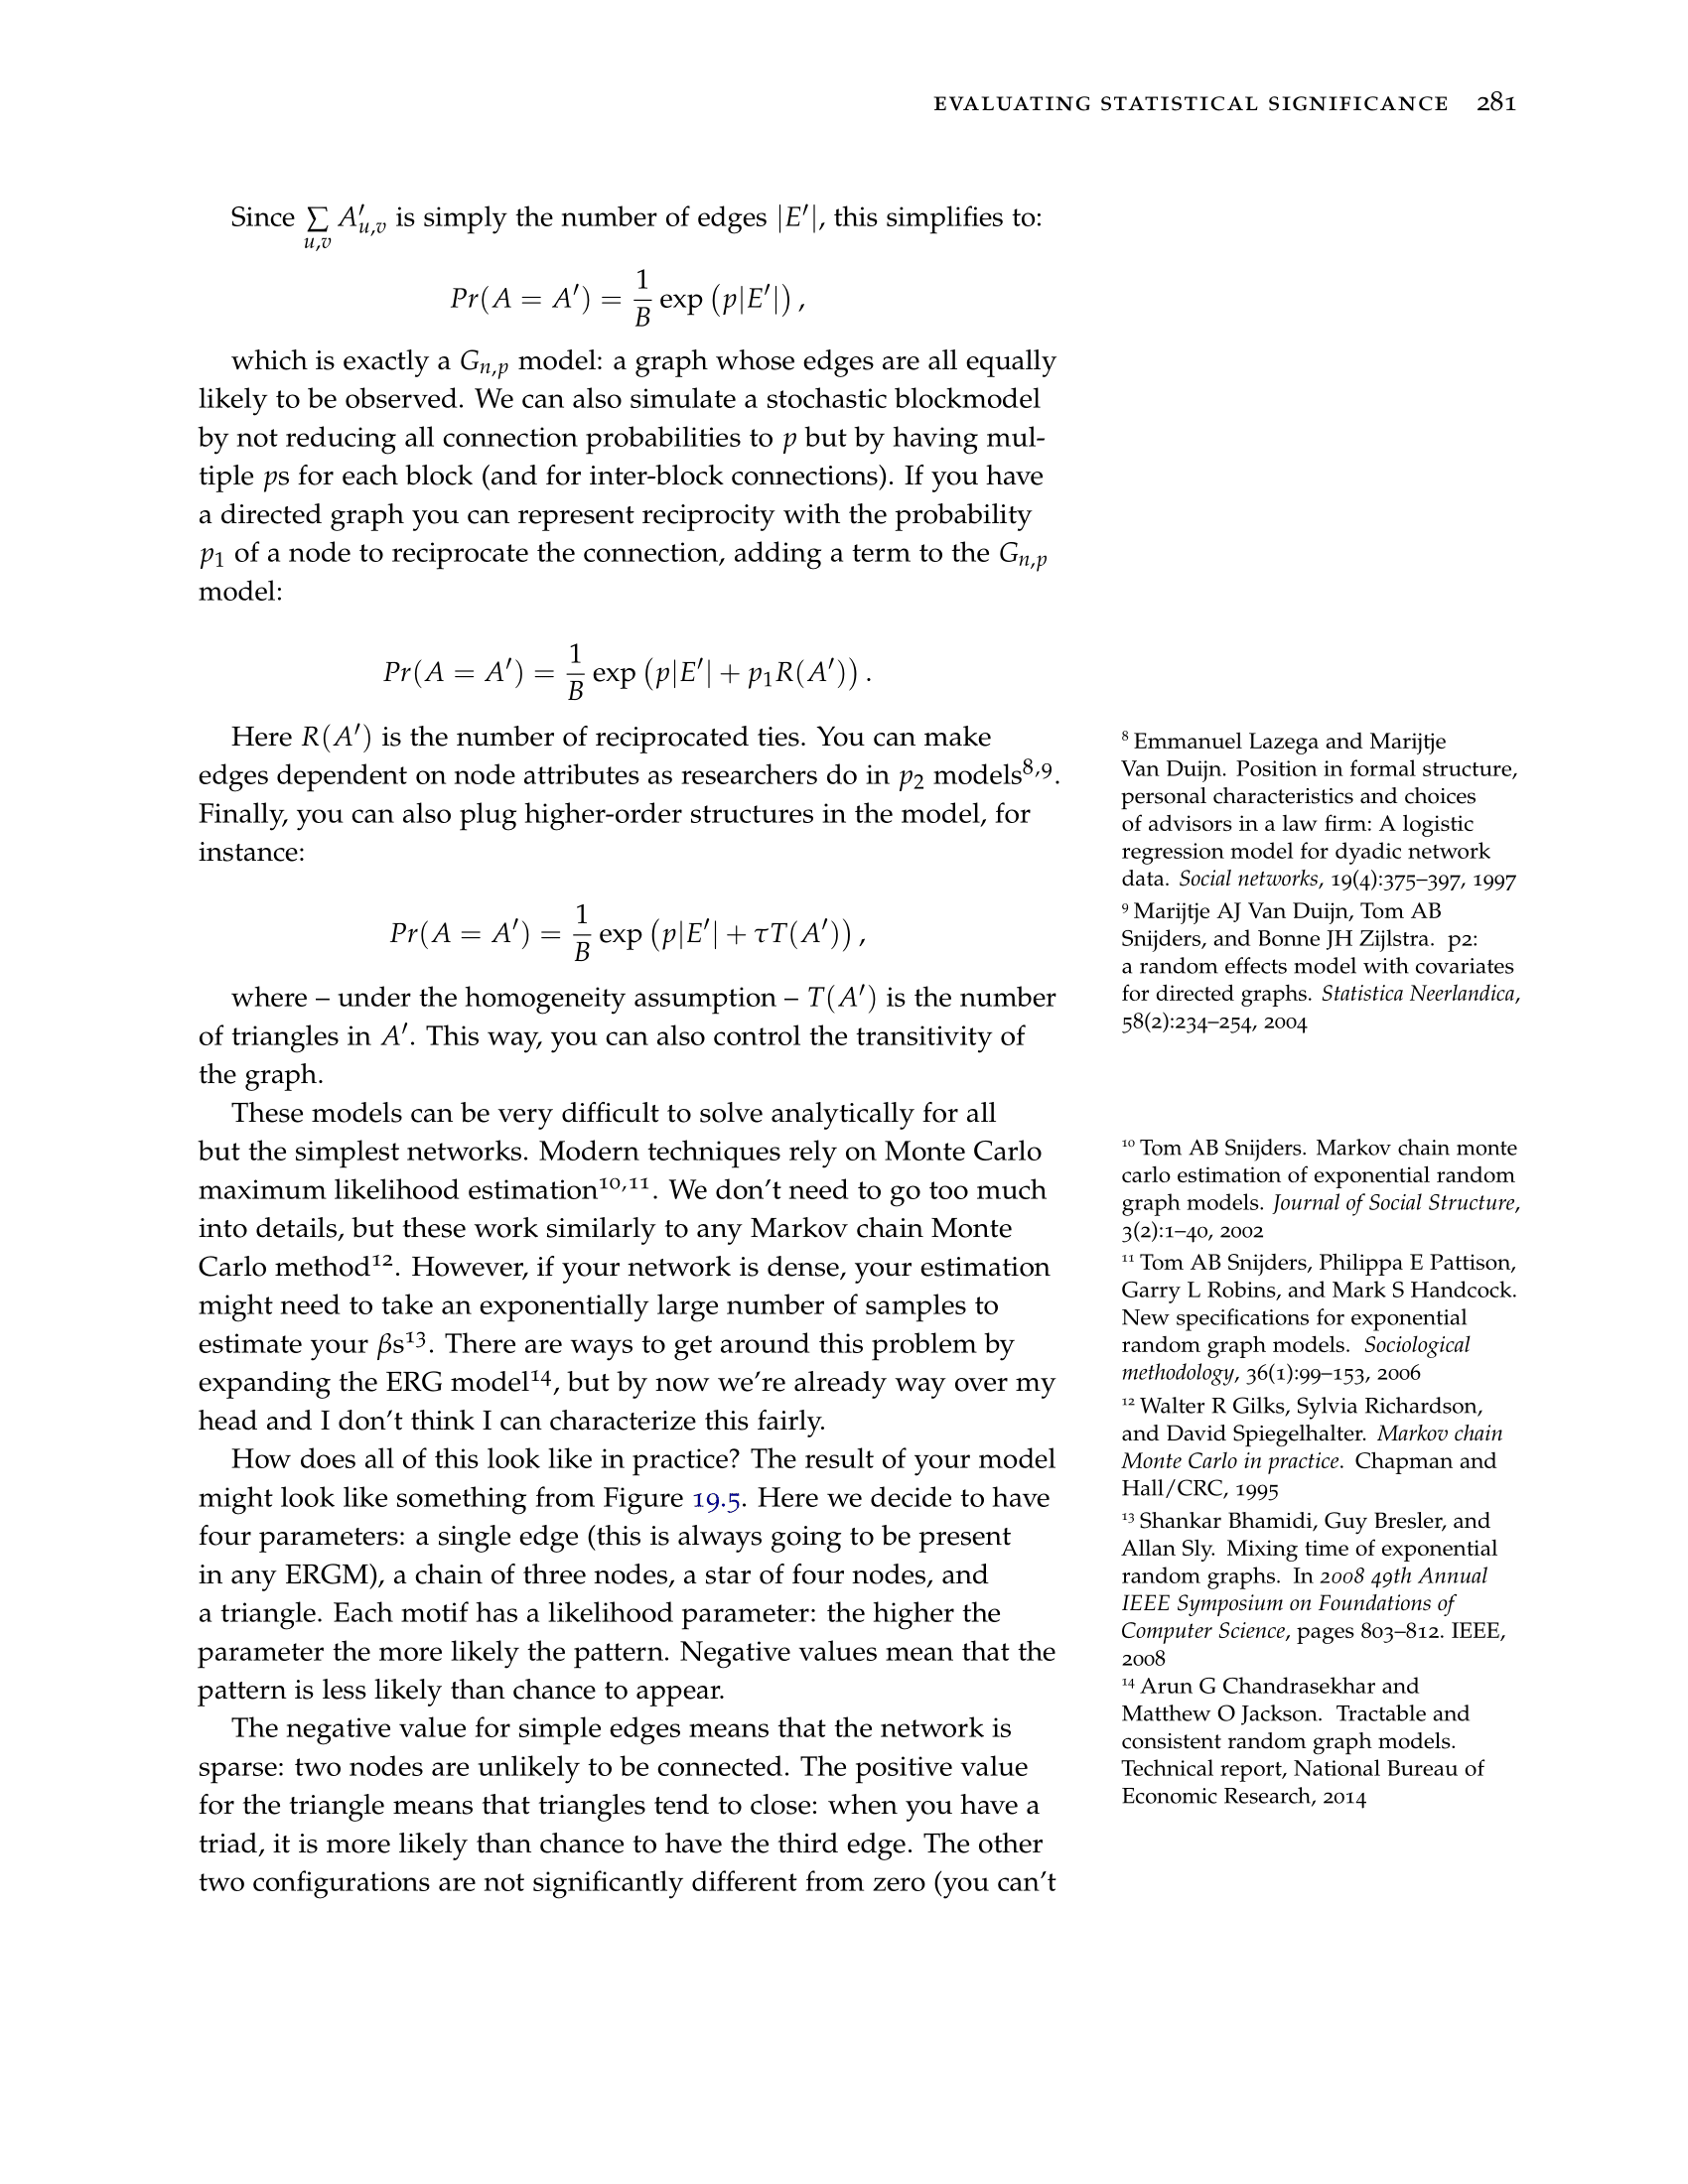 EVALUATING STATISTICAL SIGNIFICANCE 281
Since ∑ A′u,v is simply the number of edges |E′|, this simplifies to:
u,v
Pr(A = A′) = 1/B exp (p|E′|) ,
which is exactly a Gn,p model: a graph whose edges are all equally
likely to be observed. We can also simulate a stochastic blockmodel
by not reducing all connection probabilities to p but by having mul-
tiple ps for each block (and for inter-block connections). If you have
a directed graph you can represent reciprocity with the probability
p1 of a node to reciprocate the connection, adding a term to the Gn,p
model:
Pr(A = A′) = 1/B exp (p|E′| + p1R(A′)) .
Here R(A′) is the number of reciprocated ties. You can make
edges dependent on node attributes as researchers do in p2 models8,9.
Finally, you can also plug higher-order structures in the model, for
instance:
Pr(A = A′) = 1/B exp (p|E′| + τT(A′)) ,
where – under the homogeneity assumption – T(A′) is the number
of triangles in A′. This way, you can also control the transitivity of
the graph.
These models can be very difficult to solve analytically for all
but the simplest networks. Modern techniques rely on Monte Carlo
maximum likelihood estimation10,11. We don't need to go too much
into details, but these work similarly to any Markov chain Monte
Carlo method12. However, if your network is dense, your estimation
might need to take an exponentially large number of samples to
estimate your βs13. There are ways to get around this problem by
expanding the ERG model14, but by now we're already way over my
head and I don't think I can characterize this fairly.
How does all of this look like in practice? The result of your model
might look like something from Figure 19.5. Here we decide to have
four parameters: a single edge (this is always going to be present
in any ERGM), a chain of three nodes, a star of four nodes, and
a triangle. Each motif has a likelihood parameter: the higher the
parameter the more likely the pattern. Negative values mean that the
pattern is less likely than chance to appear.
The negative value for simple edges means that the network is
sparse: two nodes are unlikely to be connected. The positive value
for the triangle means that triangles tend to close: when you have a
triad, it is more likely than chance to have the third edge. The other
two configurations are not significantly different from zero (you can't
8 Emmanuel Lazega and Marijtje
Van Duijn. Position in formal structure,
personal characteristics and choices
of advisors in a law firm: A logistic
regression model for dyadic network
data. Social networks, 19(4):375–397, 1997
9 Marijtje AJ Van Duijn, Tom AB
Snijders, and Bonne JH Zijlstra. p2:
a random effects model with covariates
for directed graphs. Statistica Neerlandica,
58(2):234–254, 2004
10 Tom AB Snijders. Markov chain monte
carlo estimation of exponential random
graph models. Journal of Social Structure,
3(2):1–40, 2002
11 Tom AB Snijders, Philippa E Pattison,
Garry L Robins, and Mark S Handcock.
New specifications for exponential
random graph models. Sociological
methodology, 36(1):99–153, 2006
12 Walter R Gilks, Sylvia Richardson,
and David Spiegelhalter. Markov chain
Monte Carlo in practice. Chapman and
Hall/CRC, 1995
13 Shankar Bhamidi, Guy Bresler, and
Allan Sly. Mixing time of exponential
random graphs. In 2008 49th Annual
IEEE Symposium on Foundations of
Computer Science, pages 803–812. IEEE,
2008
14 Arun G Chandrasekhar and
Matthew O Jackson. Tractable and
consistent random graph models.
Technical report, National Bureau of
Economic Research, 2014